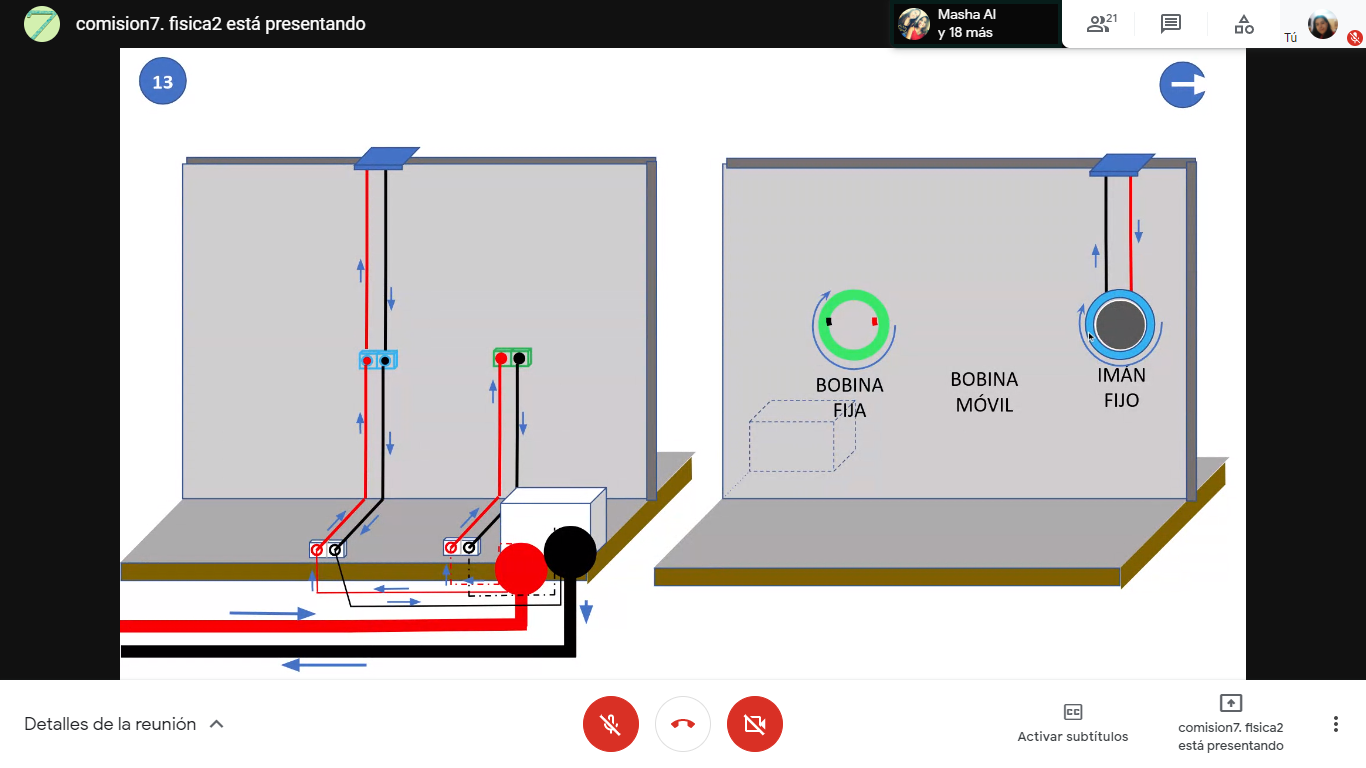 comision7. fisica2 está presentando
Masha Al
y 18 más
21
Tú
13
BOBINA
FIJA
BOBINA
MÓVIL
IMÁN
FIJO
Detalles de la reunión
CC
Activar subtítulos
comision7. fisica2
está presentando